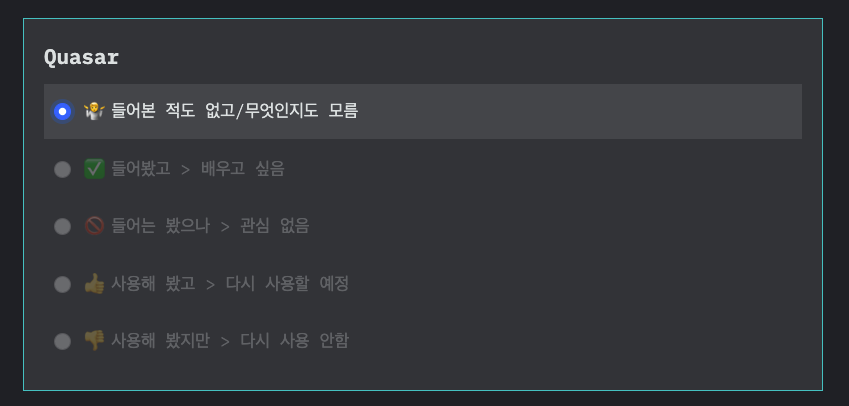 Quasar
🤷 들어본 적도 없고/무엇인지도 모름
✅ 들어봤고 > 배우고 싶음
🚫 들어는 봤으나 > 관심 없음
👍 사용해 봤고 > 다시 사용할 예정
👎 사용해 봤지만 > 다시 사용 안함